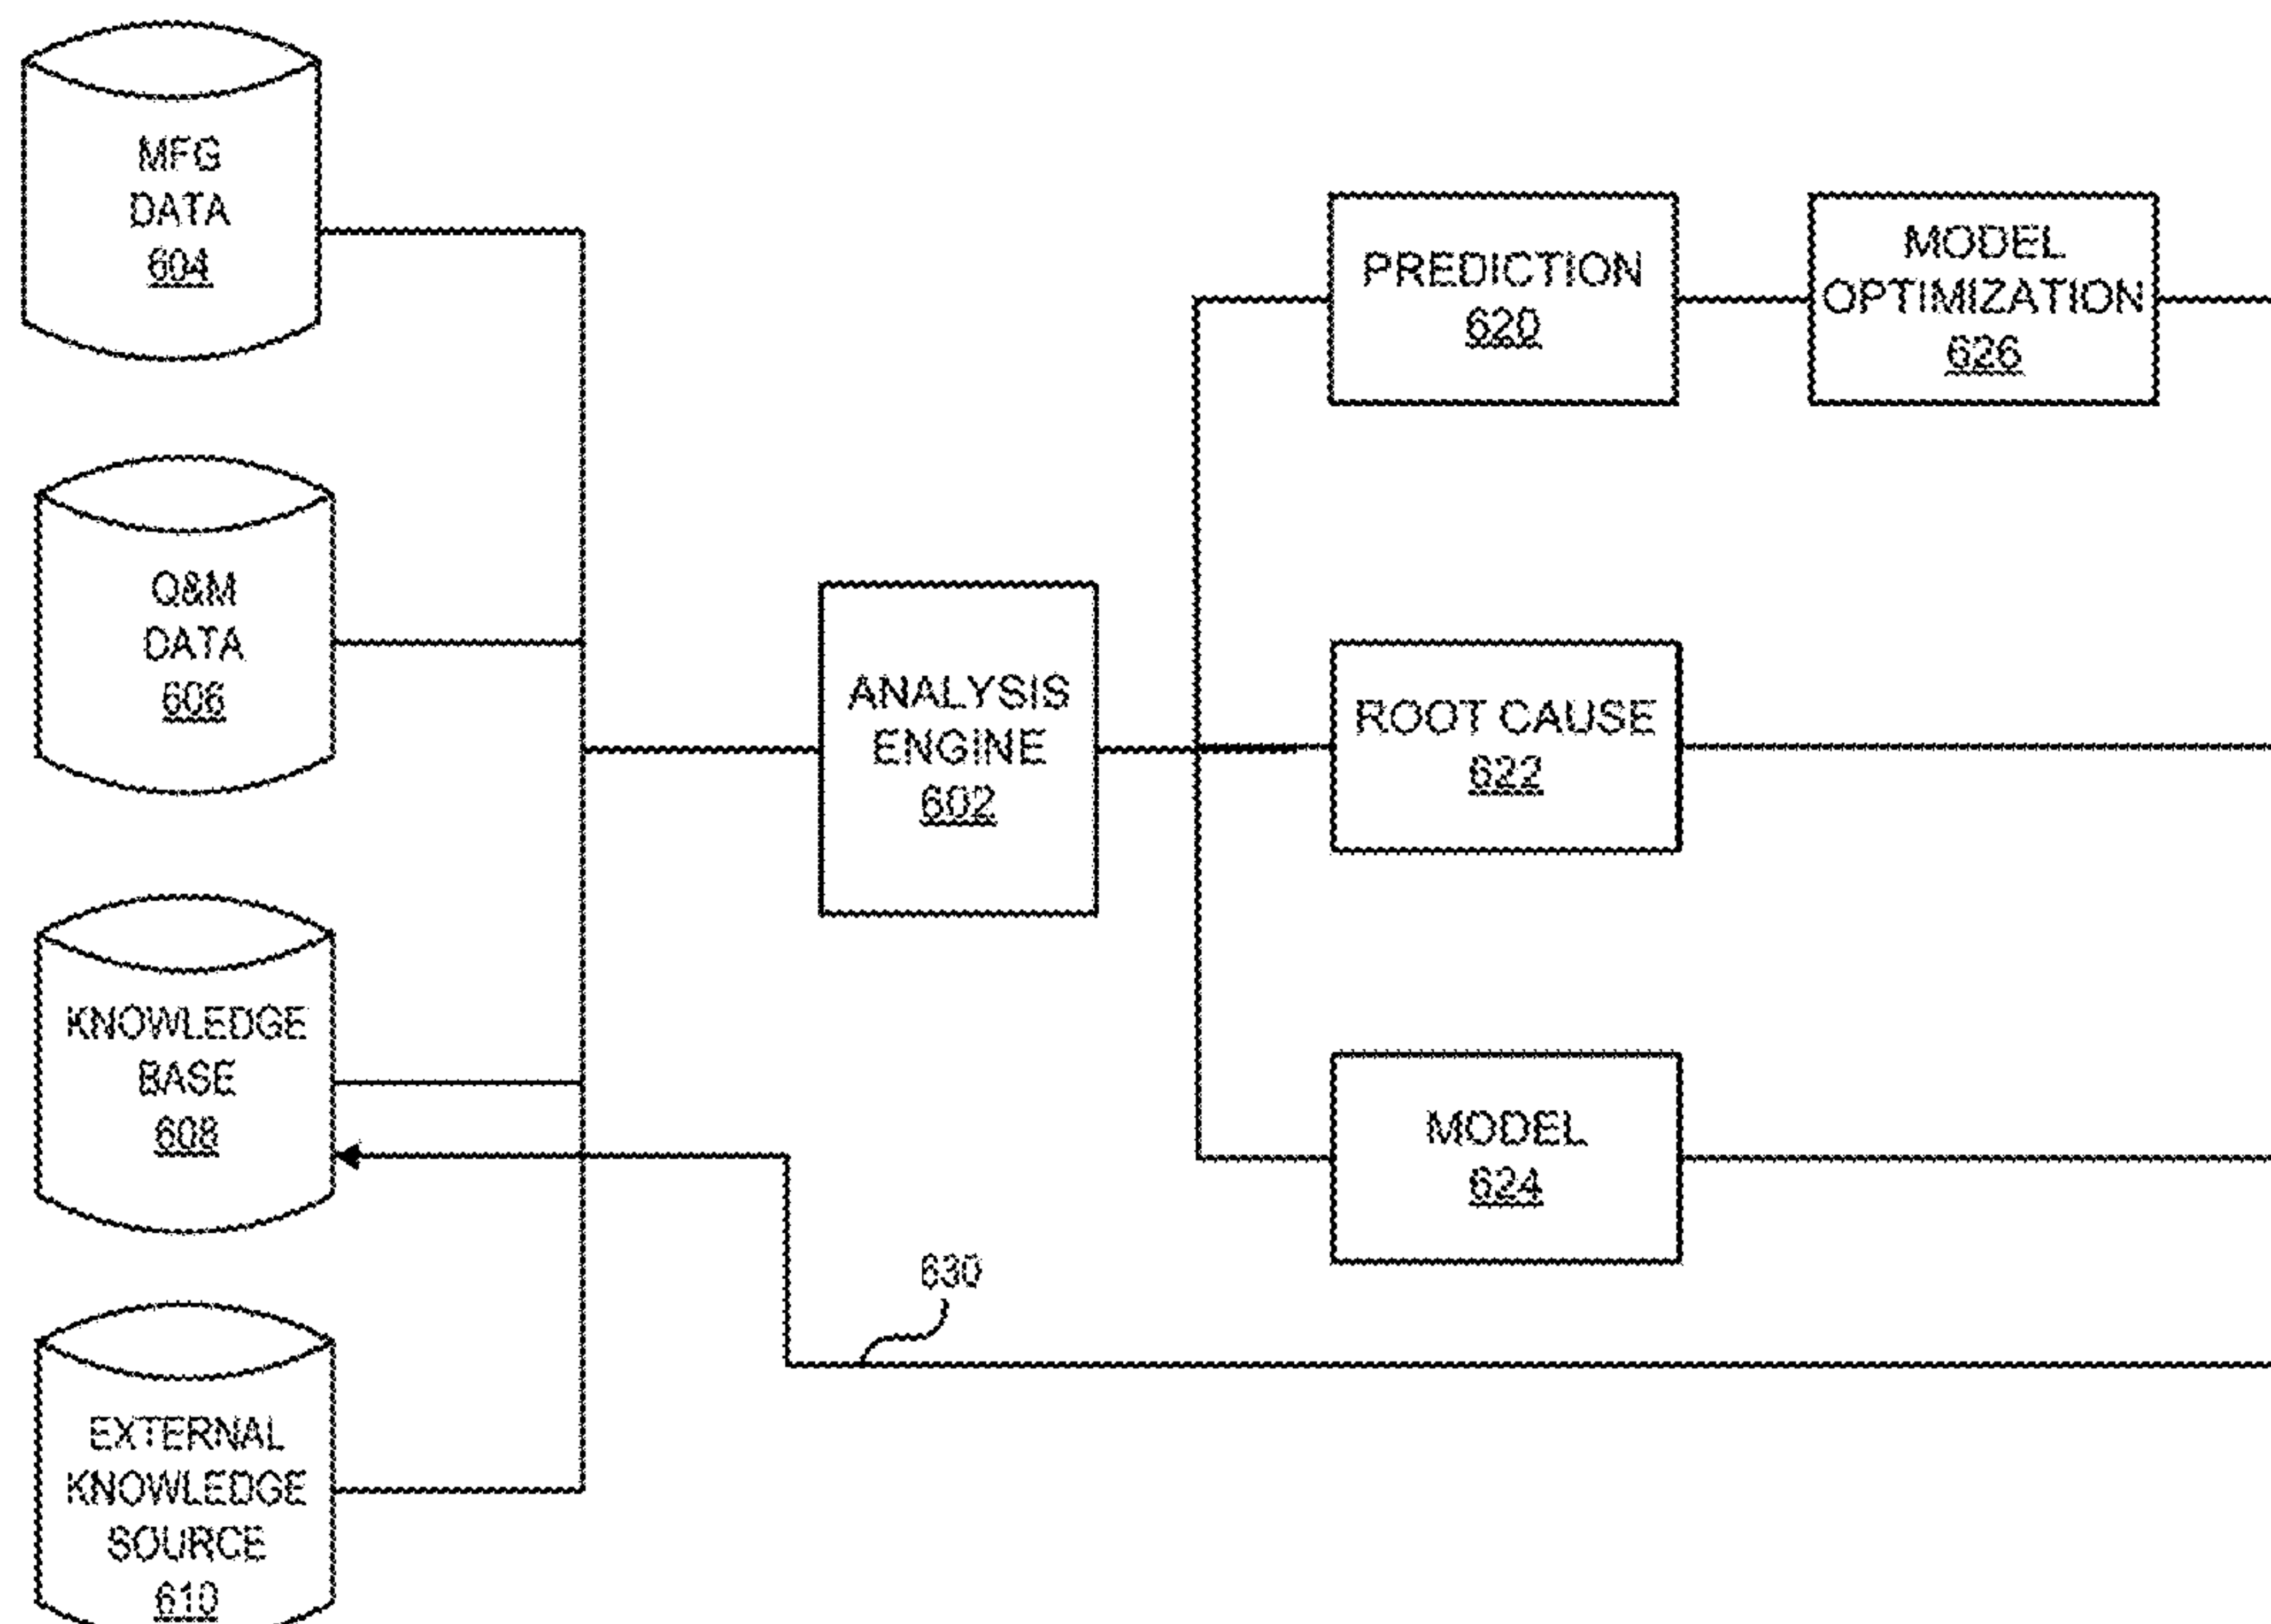 MFG
DATA
604
Q&M
DATA
606
KNOWLEDGE
BASE
608
EXTERNAL
KNOWLEDGE
SOURCE
610
ANALYSIS
ENGINE
602
PREDICTION
620
MODEL
OPTIMIZATION
626
ROOT CAUSE
622
MODEL
624
630